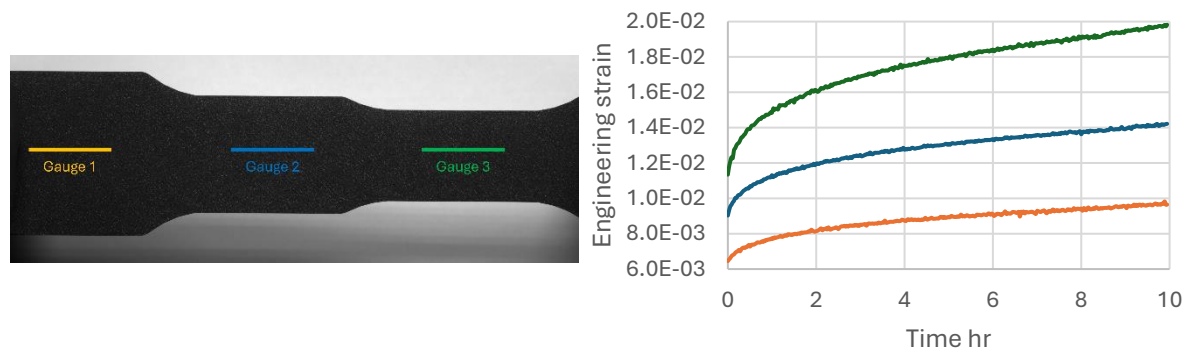 Gauge 1
Gauge 2
Gauge 3
Engineering strain
2.0E-02
1.8E-02
1.6E-02
1.4E-02
1.2E-02
1.0E-02
8.0E-03
6.0E-03
0 2 4 6 8 10
Time hr